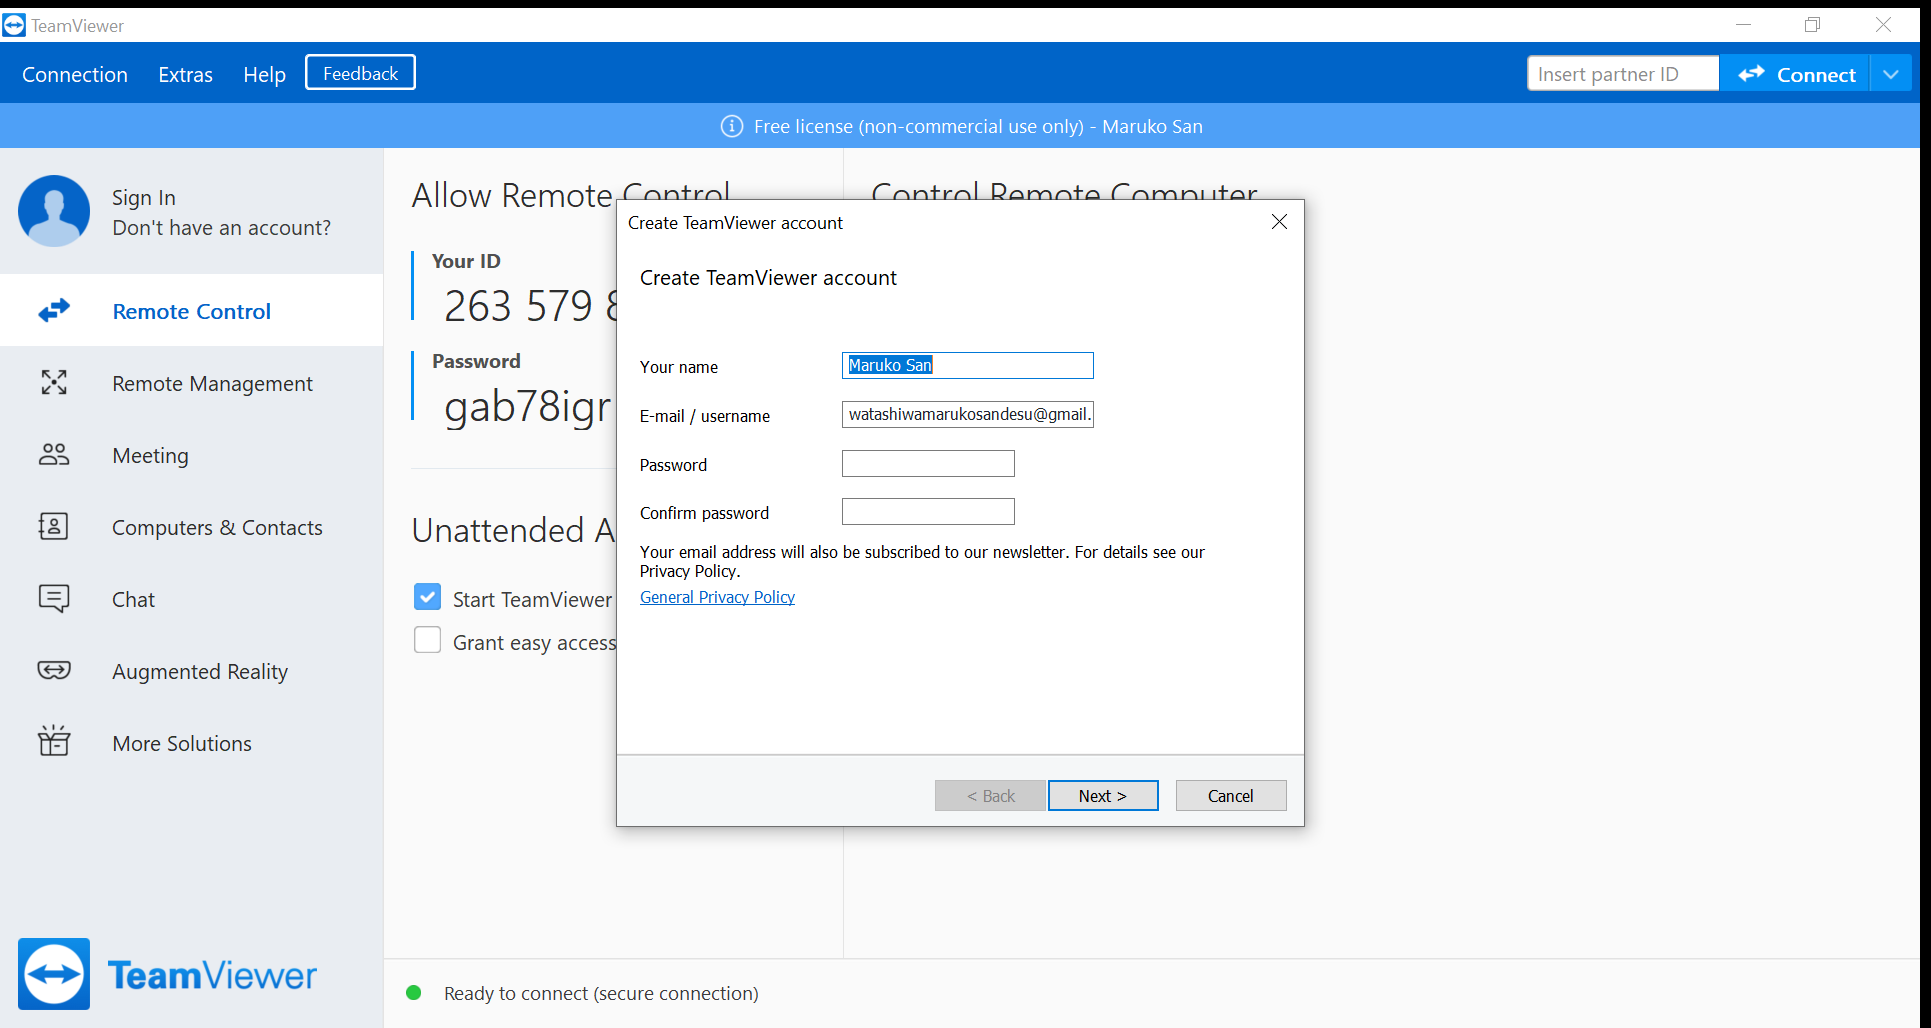 TeamViewer
Connection Extras Help Feedback
Insert partner ID Connect
Free license (non-commercial use only) - Maruko San
Sign In
Don't have an account?
Remote Control
Remote Management
Meeting
Computers & Contacts
Chat
Augmented Reality
More Solutions
TeamViewer
Allow Remote Control
Your ID
263 579
Password
gab78igr
Unattended A
Start TeamViewer
Grant easy access
Control Remote Computer
Create TeamViewer account
Create TeamViewer account
Your name Maruko San
E-mail / username watashiwamarukosandesu@gmail.
Password
Confirm password
Your email address will also be subscribed to our newsletter. For details see our
Privacy Policy.
General Privacy Policy
< Back Next > Cancel
Ready to connect (secure connection)